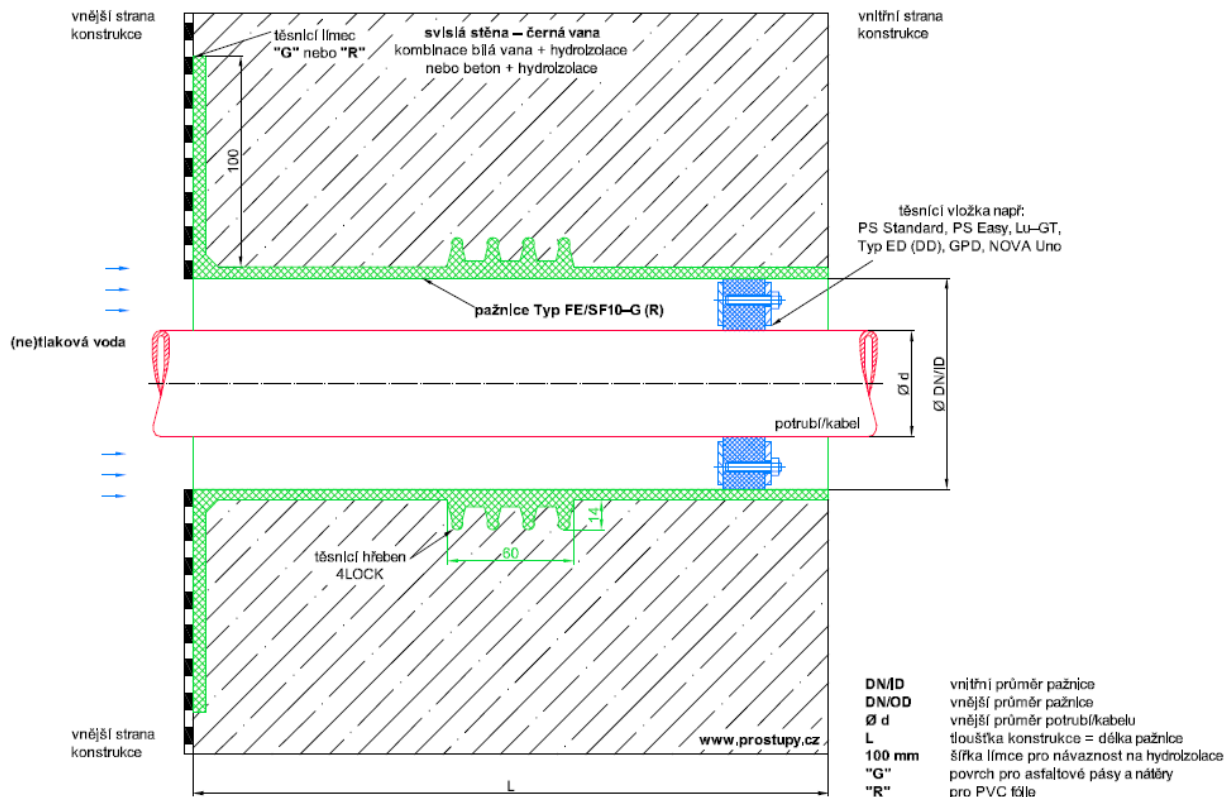 vnější strana
konstrukce
těsnicí límec
"G" nebo "R"
svislá stěna – černá vana
kombinace bílá vana + hydroizolace
nebo beton + hydroizolace
vnitřní strana
konstrukce
100
těsnící vložka např:
PS Standard, PS Easy, Lu–GT,
Typ ED (DD), GPD, NOVA Uno
pažnice Typ FE/SF10–G (R)
(ne)tlaková voda
Ø d
Ø DN/ID
potrubí/kabel
14
60
těsnicí hřeben
4LOCK
vnější strana
konstrukce
www.prostupy.cz
L
DN/ID vnitřní průměr pažnice
DN/OD vnější průměr pažnice
Ø d vnější průměr potrubí/kabelu
L tloušťka konstrukce = délka pažnice
100 mm šířka límce pro návaznost na hydroizolace
"G" povrch pro asfaltové pásy a nátěry
"R" pro PVC fólie